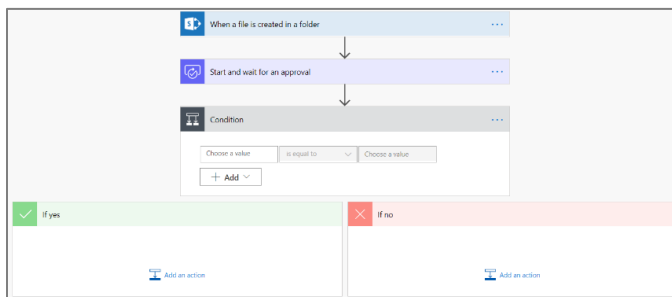 When a file is created in a folder
Start and wait for an approval
Condition
Choose a value is equal to Choose a value
Add
If yes If no
Add an action Add an action